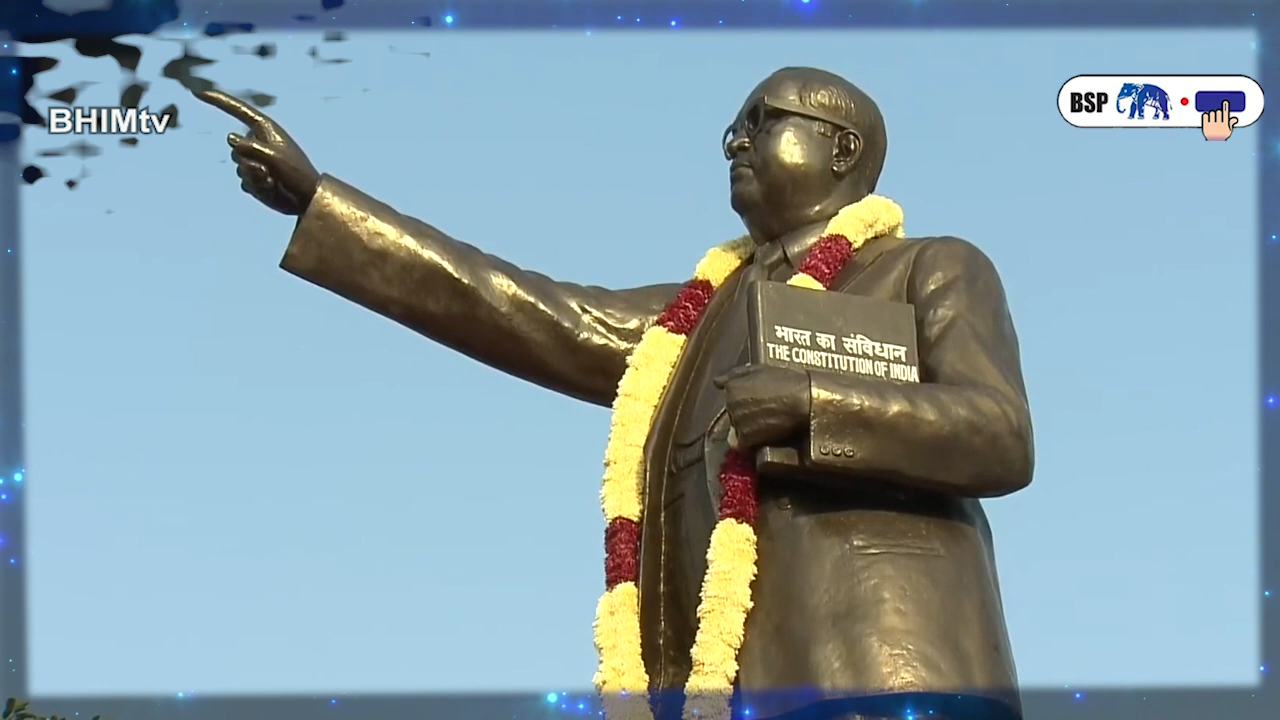 BHIMtv
BSP
भारत का संविधान
THE CONSTITUTION OF INDIA